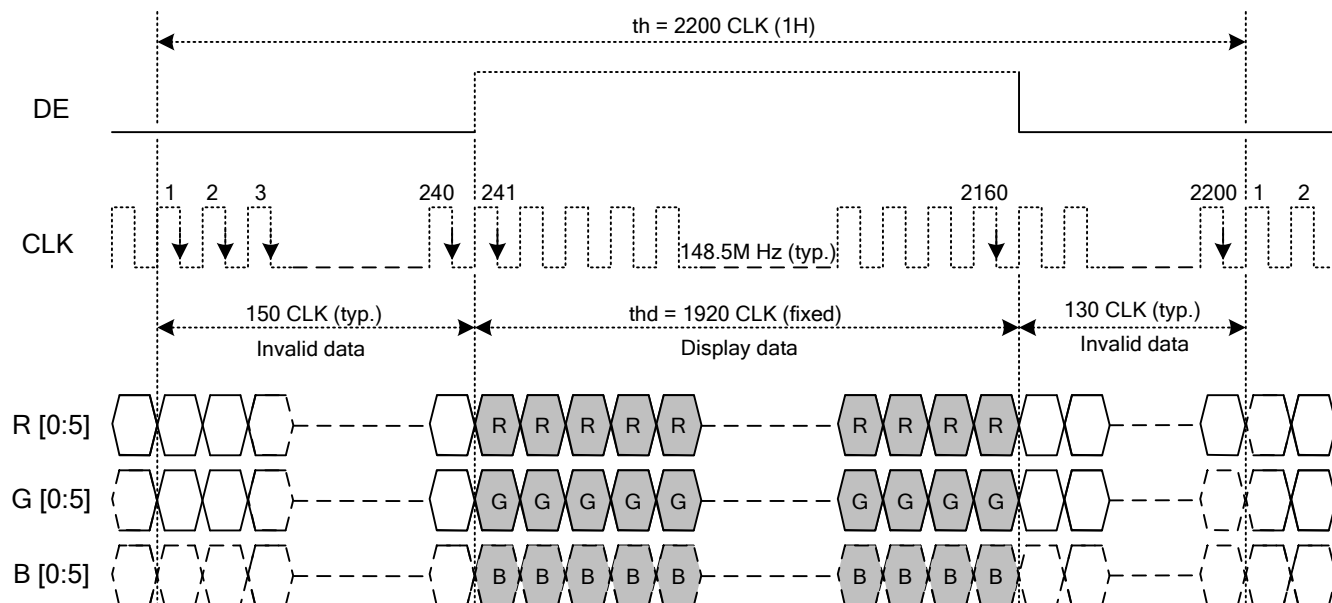 th = 2200 CLK (1H)
DE
1 2 3 240 241 2160 2200 1 2
CLK
148.5M Hz (typ.)
150 CLK (typ.) thd = 1920 CLK (fixed) 130 CLK (typ.)
Invalid data Display data Invalid data
R [0:5] R R R R R R R R R
G [0:5] G G G G G G G G G
B [0:5] B B B B B B B B B